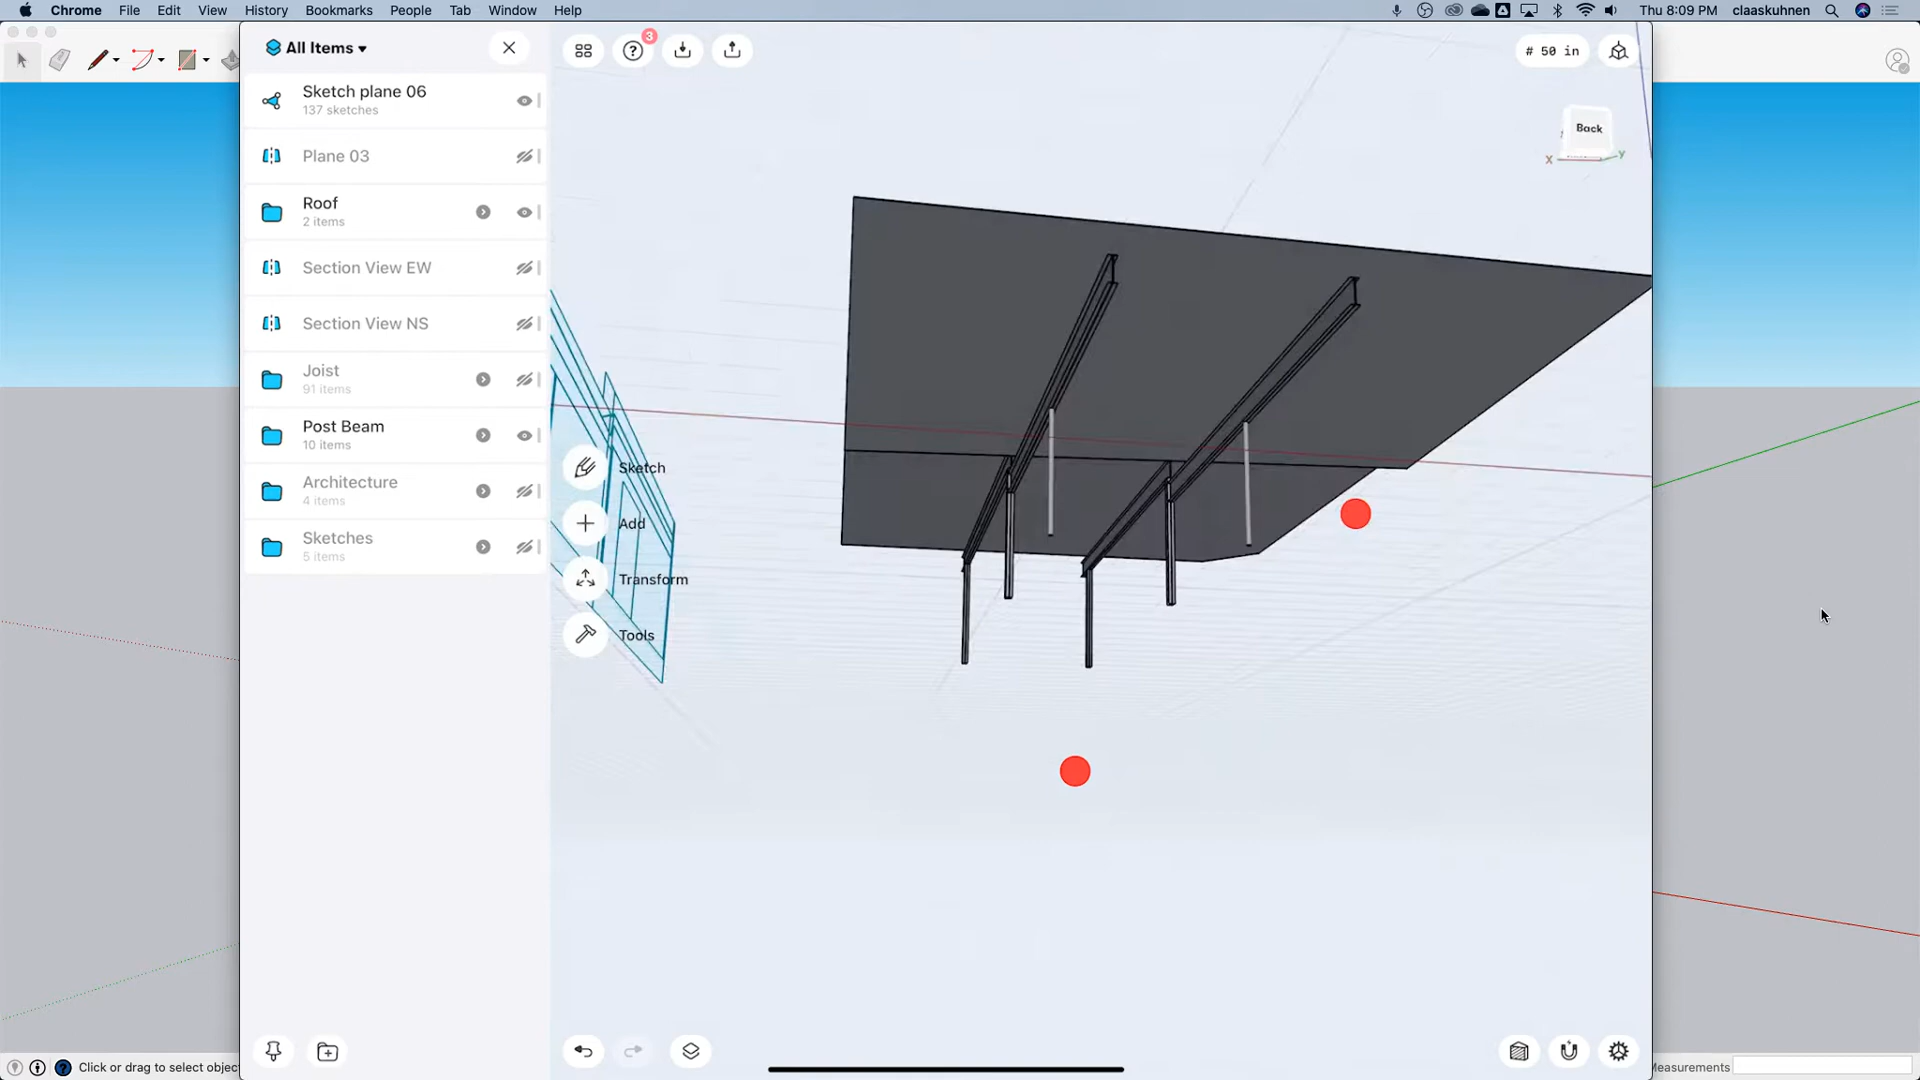 Chrome File Edit View History Bookmarks People Tab Window Help
Thu 8:09 PM claaskuhnen
All Items
3
# 50 in
Sketch plane 06
137 sketches
Back
X
Y
Plane 03
Roof
2 items
Section View EW
Section View NS
Joist
91 items
Post Beam
10 items
Sketch
Architecture
4 items
Add
Sketches
5 items
Transform
Tools
Click or drag to select objec
Measurements